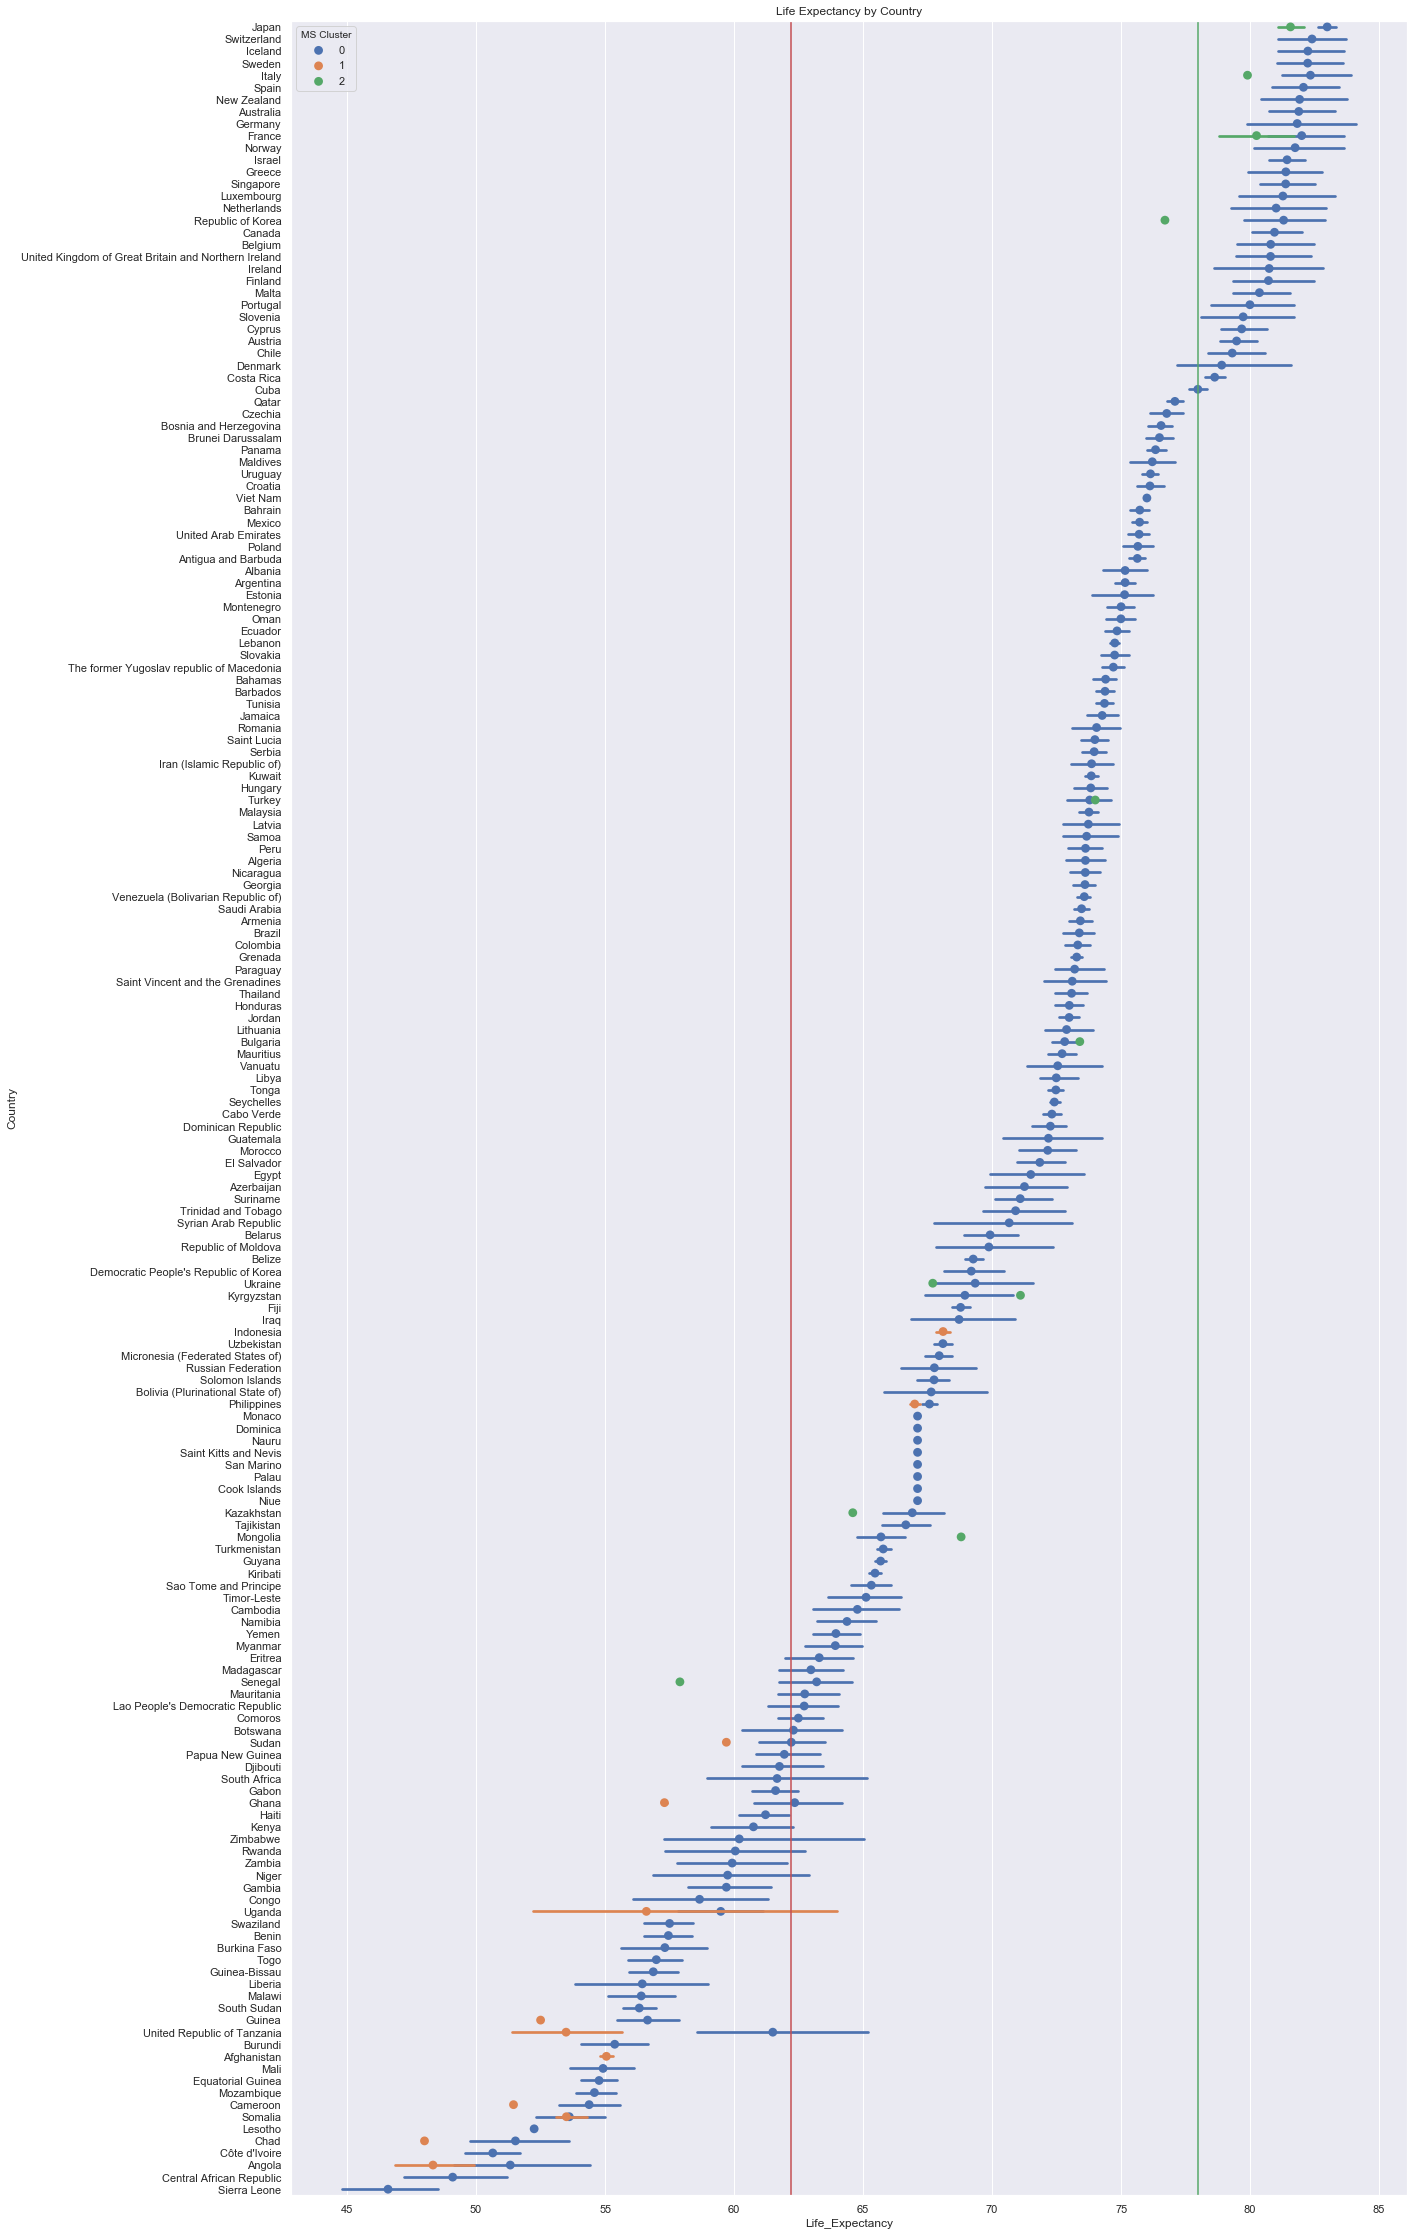 Life Expectancy by Country
MS Cluster
0
1
2
Japan
Switzerland
Iceland
Sweden
Italy
Spain
New Zealand
Australia
Germany
France
Norway
Israel
Greece
Singapore
Luxembourg
Netherlands
Republic of Korea
Canada
Belgium
United Kingdom of Great Britain and Northern Ireland
Ireland
Finland
Malta
Portugal
Slovenia
Cyprus
Austria
Chile
Denmark
Costa Rica
Cuba
Qatar
Czechia
Bosnia and Herzegovina
Brunei Darussalam
Panama
Maldives
Uruguay
Croatia
Viet Nam
Bahrain
Mexico
United Arab Emirates
Poland
Antigua and Barbuda
Albania
Argentina
Estonia
Montenegro
Oman
Ecuador
Lebanon
Slovakia
The former Yugoslav republic of Macedonia
Bahamas
Barbados
Tunisia
Jamaica
Romania
Saint Lucia
Serbia
Iran (Islamic Republic of)
Kuwait
Hungary
Turkey
Malaysia
Latvia
Samoa
Peru
Algeria
Nicaragua
Georgia
Venezuela (Bolivarian Republic of)
Saudi Arabia
Armenia
Brazil
Colombia
Grenada
Paraguay
Saint Vincent and the Grenadines
Thailand
Honduras
Jordan
Lithuania
Bulgaria
Mauritius
Vanuatu
Libya
Tonga
Seychelles
Cabo Verde
Dominican Republic
Guatemala
Morocco
El Salvador
Egypt
Azerbaijan
Suriname
Trinidad and Tobago
Syrian Arab Republic
Belarus
Republic of Moldova
Belize
Democratic People's Republic of Korea
Ukraine
Kyrgyzstan
Fiji
Iraq
Indonesia
Uzbekistan
Micronesia (Federated States of)
Russian Federation
Solomon Islands
Bolivia (Plurinational State of)
Philippines
Monaco
Dominica
Nauru
Saint Kitts and Nevis
San Marino
Palau
Cook Islands
Niue
Kazakhstan
Tajikistan
Mongolia
Turkmenistan
Guyana
Kiribati
Sao Tome and Principe
Timor-Leste
Cambodia
Namibia
Yemen
Myanmar
Eritrea
Madagascar
Senegal
Mauritania
Lao People's Democratic Republic
Comoros
Botswana
Sudan
Papua New Guinea
Djibouti
South Africa
Gabon
Ghana
Haiti
Kenya
Zimbabwe
Rwanda
Zambia
Niger
Gambia
Congo
Uganda
Swaziland
Benin
Burkina Faso
Togo
Guinea-Bissau
Liberia
Malawi
South Sudan
Guinea
United Republic of Tanzania
Burundi
Afghanistan
Mali
Equatorial Guinea
Mozambique
Cameroon
Somalia
Lesotho
Chad
Côte d'Ivoire
Angola
Central African Republic
Sierra Leone
Country
45 50 55 60 65 70 75 80 85
Life_Expectancy